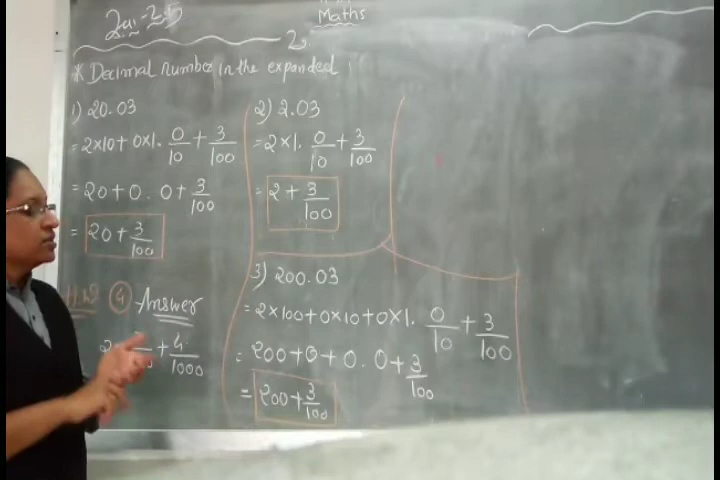 Maths
* Decimal number in the expanded
1) 20.03
= 2×10+0×1. 0/10 + 3/100
= 20+0. 0+3/100
= 20+3/100
H.W (4) Answer
+ 4/1000
2) 2.03
= 2×1. 0/10 + 3/100
= 2+3/100
3) 200.03
= 2×100+0×10+0×1. 0/10 + 3/100
= 200+0+0. 0+3/100
= 200+3/100